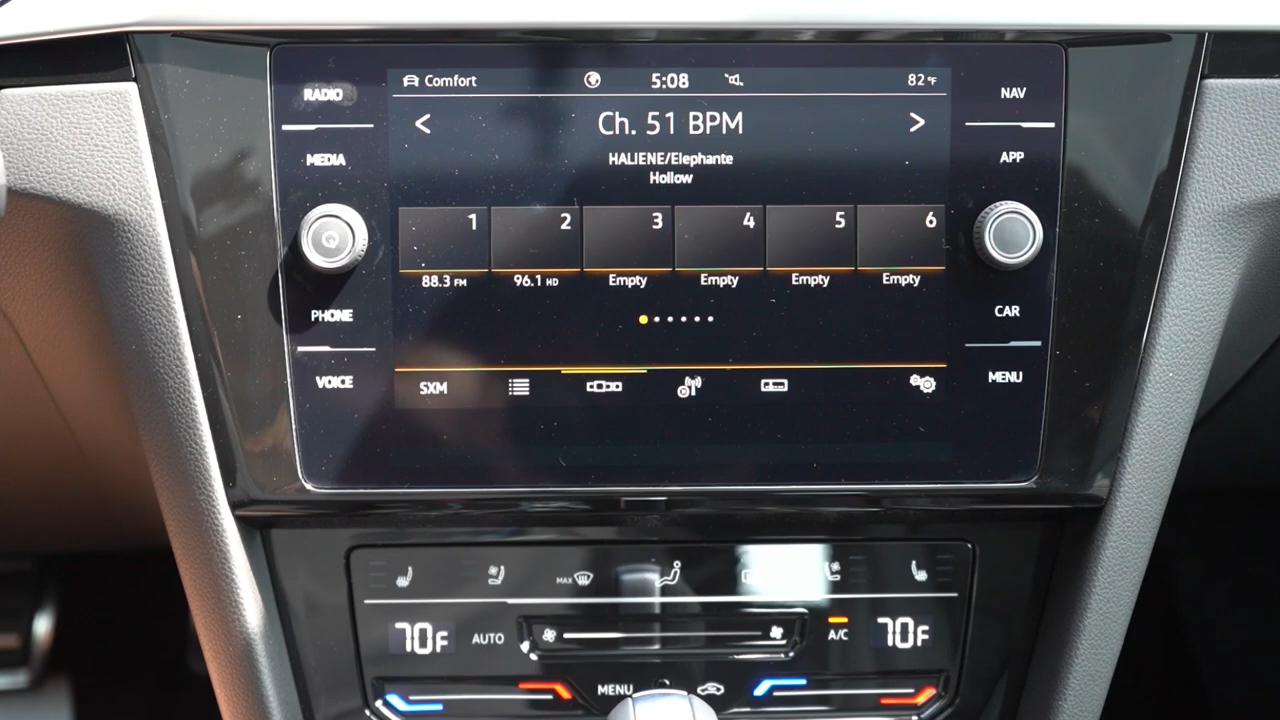 RADIO
MEDIA
PHONE
VOICE
Comfort 5:08 82°F
< Ch. 51 BPM >
HALIENE/Elephante
Hollow
1 2 3 4 5 6
88.3 FM 96.1 HD Empty Empty Empty Empty
SXM
NAV
APP
CAR
MENU
MAX
70F AUTO A/C 70F
MENU